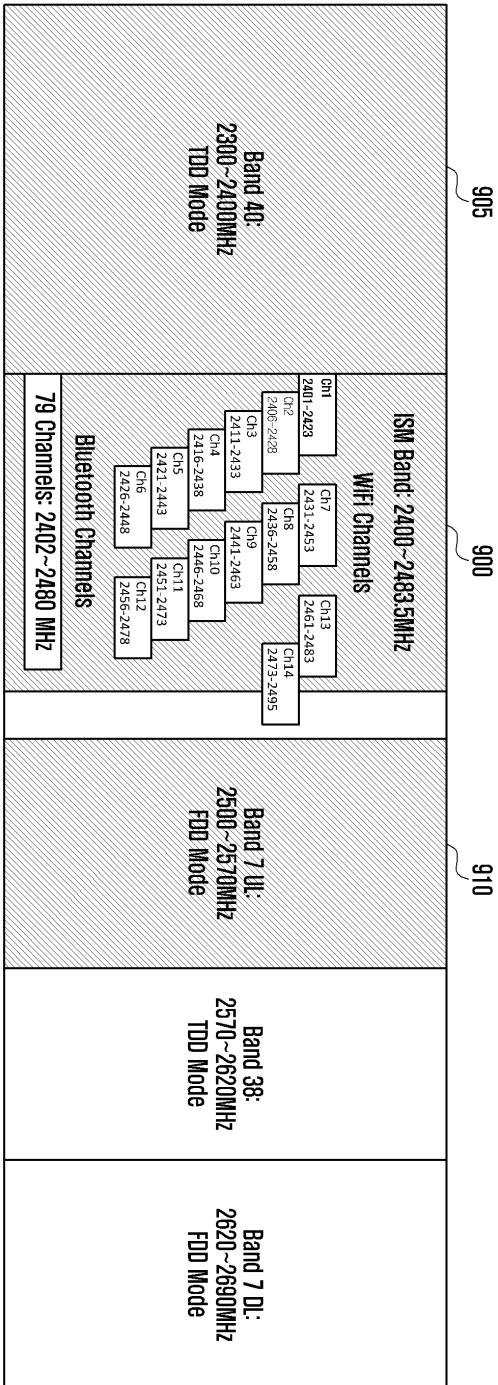 905
900
910
Band 40:
2300~2400MHz
TDD Mode
ISM Band: 2400~2483.5MHz
WiFi Channels
Ch1
2401-2423
Ch7
2431-2453
Ch13
2461-2483
Ch2
2406-2428
Ch8
2436-2458
Ch14
2473-2495
Ch3
2411-2433
Ch9
2441-2463
Ch4
2416-2438
Ch10
2446-2468
Ch5
2421-2443
Ch11
2451-2473
Ch6
2426-2448
Ch12
2456-2478
Bluetooth Channels
79 Channels: 2402~2480 MHz
Band 7 UL:
2500~2570MHz
FDD Mode
Band 38:
2570~2620MHz
TDD Mode
Band 7 DL:
2620~2690MHz
FDD Mode